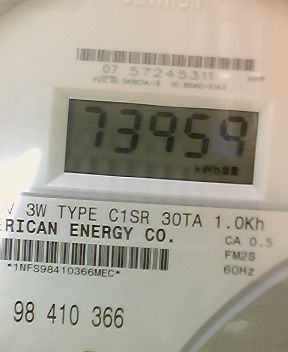 07 57245311
73959
kWh
3W TYPE C1SR 30TA 1.0Kh
RICAN ENERGY CO.
CA 0.5
*1NFS98410366MEC*
FM2S
60Hz
98 410 366